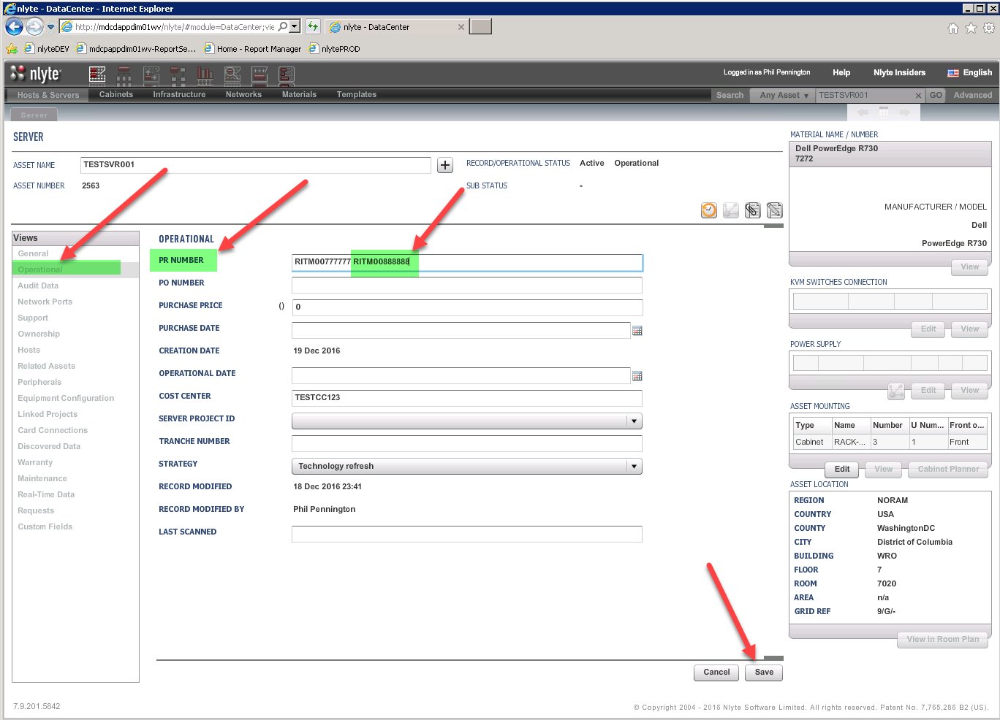 nlyte - DataCenter - Internet Explorer
http://mdcdappdim01wv/nlyte/#module=DataCenter;vie
nlyte - DataCenter
nlyteDEV mdcpappdim01wv-ReportSe... Home - Report Manager nlytePROD
nlyte
Logged in as Phil Pennington Help Nlyte Insiders English
Hosts & Servers Cabinets Infrastructure Networks Materials Templates Search Any Asset TESTSVR001 GO Advanced
Server
SERVER
ASSET NAME TESTSVR001
RECORD/OPERATIONAL STATUS Active Operational
ASSET NUMBER 2563
SUB STATUS -
Views
General
Operational
Audit Data
Network Ports
Support
Ownership
Hosts
Related Assets
Peripherals
Equipment Configuration
Linked Projects
Card Connections
Discovered Data
Warranty
Maintenance
Real-Time Data
Requests
Custom Fields
OPERATIONAL
PR NUMBER RITM00777777 RITM00888888
PO NUMBER
PURCHASE PRICE () 0
PURCHASE DATE
CREATION DATE 19 Dec 2016
OPERATIONAL DATE
COST CENTER TESTCC123
SERVER PROJECT ID
TRANCHE NUMBER
STRATEGY Technology refresh
RECORD MODIFIED 18 Dec 2016 23:41
RECORD MODIFIED BY Phil Pennington
LAST SCANNED
Cancel Save
MATERIAL NAME / NUMBER
Dell PowerEdge R730
7272
MANUFACTURER / MODEL
Dell
PowerEdge R730
View
KVM SWITCHES CONNECTION
Edit View
POWER SUPPLY
Edit View
ASSET MOUNTING
Type Name Number U Num... Front o...
Cabinet RACK-... 3 1 Front
Edit View Cabinet Planner
ASSET LOCATION
REGION NORAM
COUNTRY USA
COUNTY WashingtonDC
CITY District of Columbia
BUILDING WRO
FLOOR 7
ROOM 7020
AREA n/a
GRID REF 9/G/-
View in Room Plan
7.9.201.5842
© Copyright 2004 - 2016 Nlyte Software Limited. All rights reserved. Patent No. 7,765,286 B2 (US).